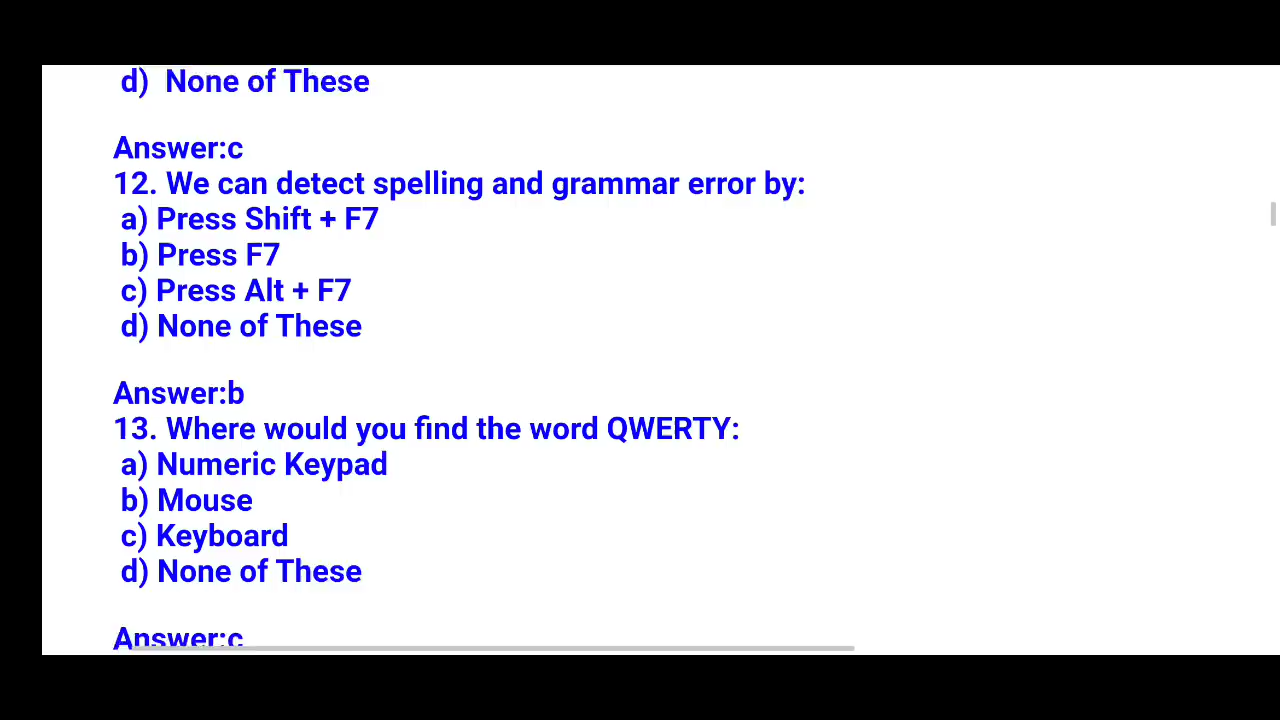 d)  None of These
Answer:c
12. We can detect spelling and grammar error by:
a) Press Shift + F7
b) Press F7
c) Press Alt + F7
d) None of These
Answer:b
13. Where would you find the word QWERTY:
a) Numeric Keypad
b) Mouse
c) Keyboard
d) None of These
Answer:c